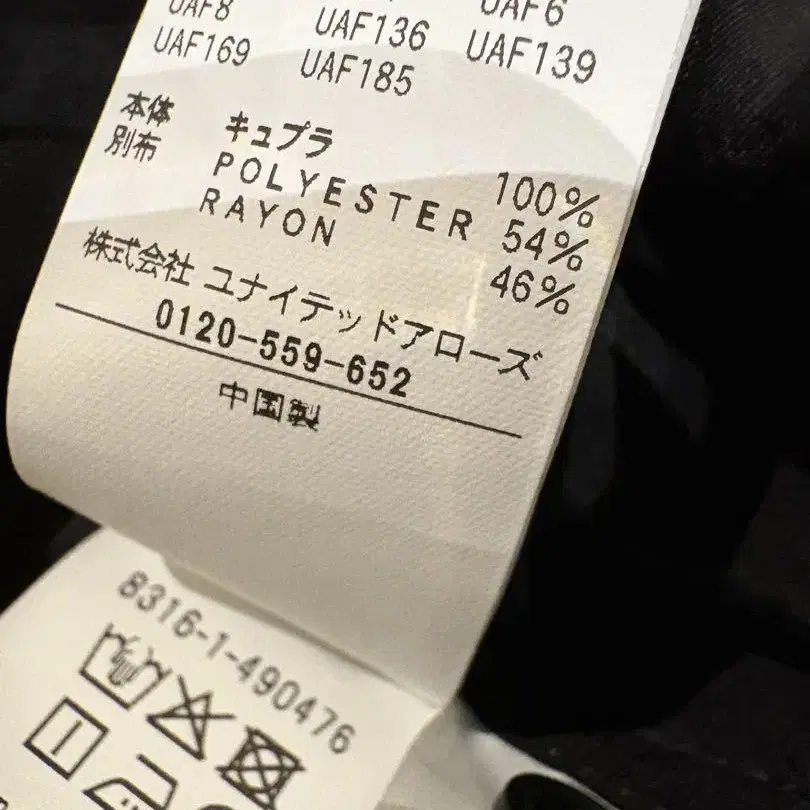 UAF8 UAF6
UAF169 UAF136 UAF139
UAF185
本体 キュプラ 100%
別布 POLYESTER 54%
RAYON 46%
株式会社 ユナイテッドアローズ
0120-559-652
中国製
8316-1-490476